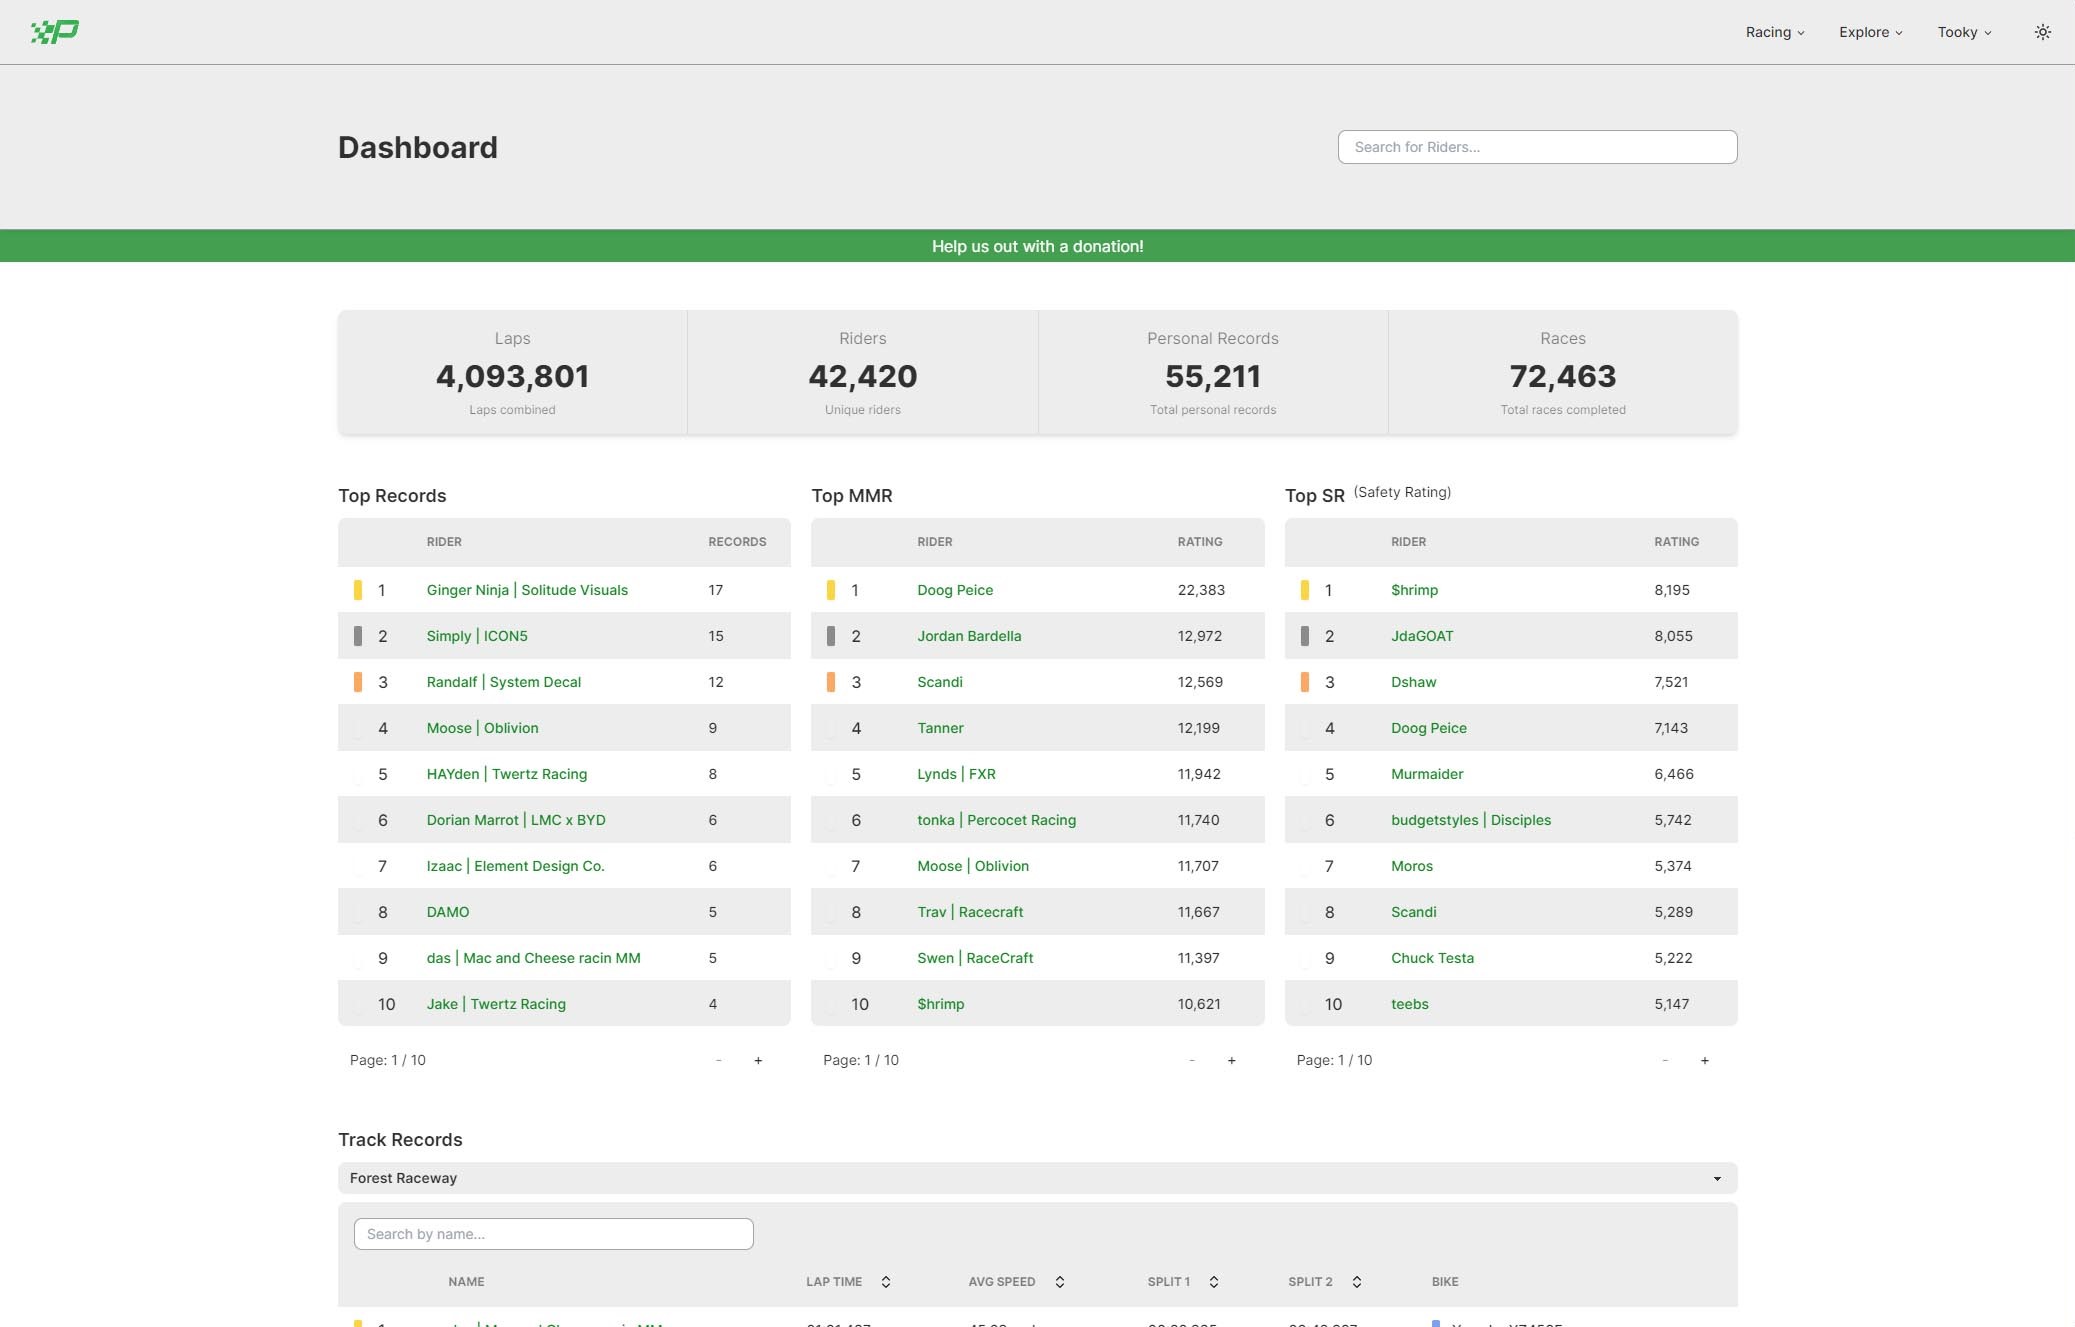 Racing
Explore
Tooky
Dashboard
Search for Riders...
Help us out with a donation!
Laps
4,093,801
Laps combined
Riders
42,420
Unique riders
Personal Records
55,211
Total personal records
Races
72,463
Total races completed
Top Records
RIDER RECORDS
1 Ginger Ninja | Solitude Visuals 17
2 Simply | ICON5 15
3 Randalf | System Decal 12
4 Moose | Oblivion 9
5 HAYden | Twertz Racing 8
6 Dorian Marrot | LMC x BYD 6
7 Izaac | Element Design Co. 6
8 DAMO 5
9 das | Mac and Cheese racin MM 5
10 Jake | Twertz Racing 4
Page: 1 / 10 - +
Top MMR
RIDER RATING
1 Doog Peice 22,383
2 Jordan Bardella 12,972
3 Scandi 12,569
4 Tanner 12,199
5 Lynds | FXR 11,942
6 tonka | Percocet Racing 11,740
7 Moose | Oblivion 11,707
8 Trav | Racecraft 11,667
9 Swen | RaceCraft 11,397
10 $hrimp 10,621
Page: 1 / 10 - +
Top SR (Safety Rating)
RIDER RATING
1 $hrimp 8,195
2 JdaGOAT 8,055
3 Dshaw 7,521
4 Doog Peice 7,143
5 Murmaider 6,466
6 budgetstyles | Disciples 5,742
7 Moros 5,374
8 Scandi 5,289
9 Chuck Testa 5,222
10 teebs 5,147
Page: 1 / 10 - +
Track Records
Forest Raceway
Search by name...
NAME LAP TIME AVG SPEED SPLIT 1 SPLIT 2 BIKE